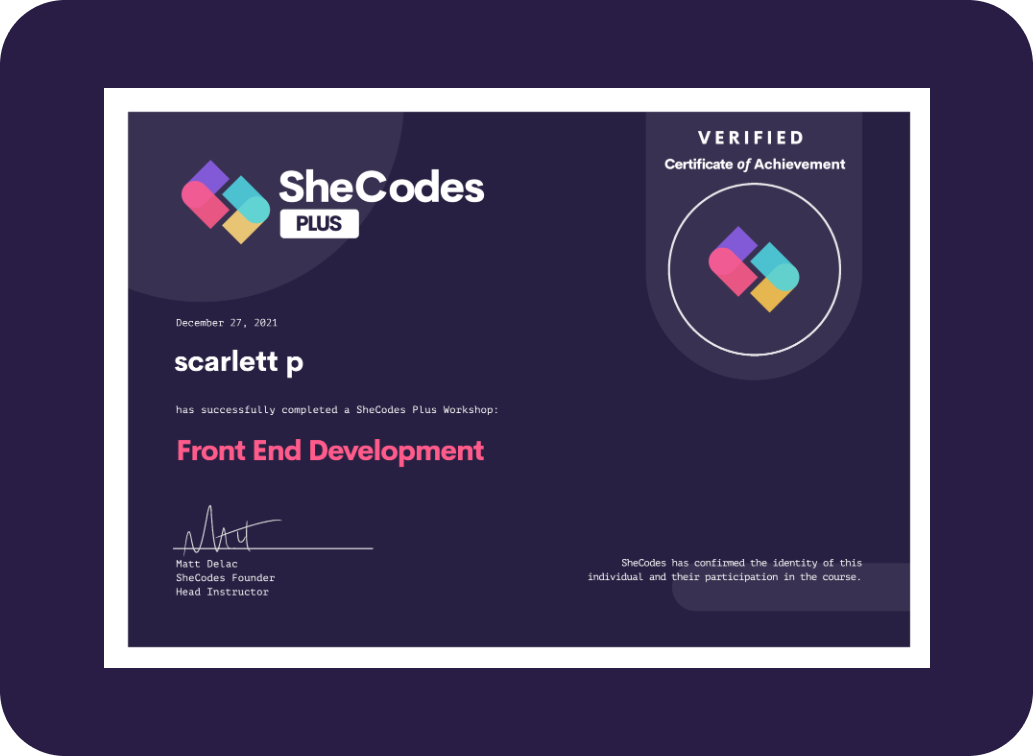 SheCodes
PLUS
VERIFIED
Certificate of Achievement
December 27, 2021
scarlett p
has successfully completed a SheCodes Plus Workshop:
Front End Development
Matt
Matt Delac
SheCodes Founder
Head Instructor
SheCodes has confirmed the identity of this
individual and their participation in the course.